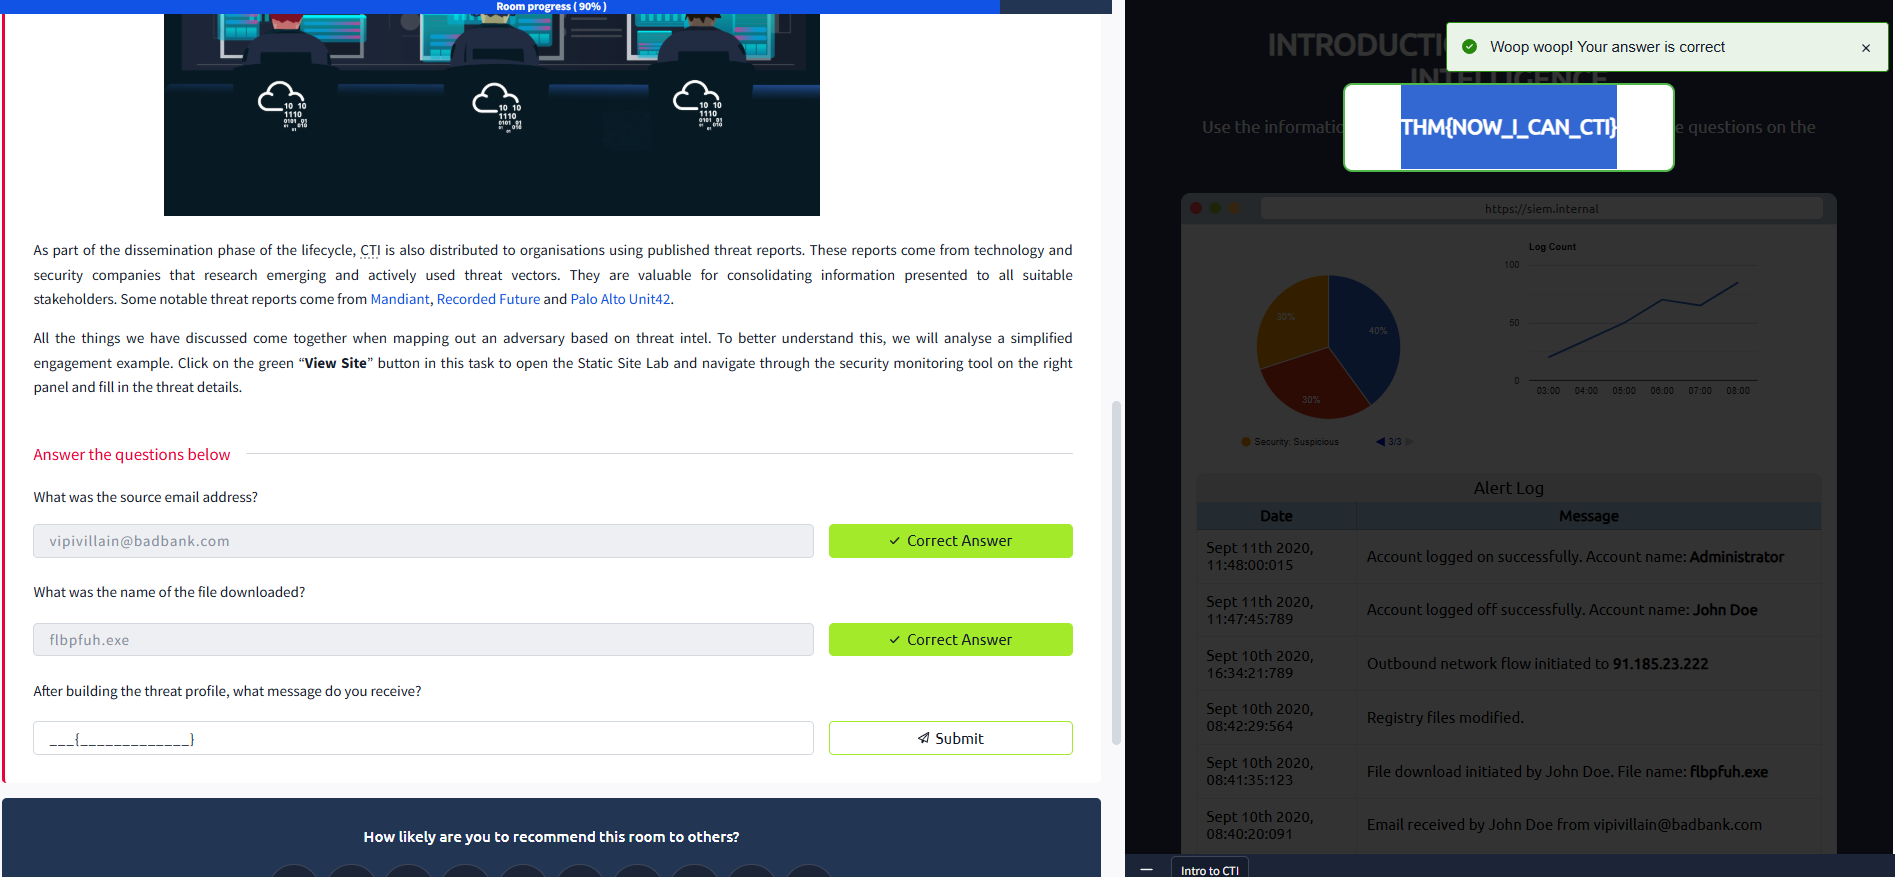 Room progress ( 90% )
10 10
1110
0101 01
01 010
01
10 10
1110
0101 01
01 010
01
10 10
1110
0101 01
01 010
01
As part of the dissemination phase of the lifecycle, CTI is also distributed to organisations using published threat reports. These reports come from technology and
security companies that research emerging and actively used threat vectors. They are valuable for consolidating information presented to all suitable
stakeholders. Some notable threat reports come from Mandiant, Recorded Future and Palo Alto Unit42.
All the things we have discussed come together when mapping out an adversary based on threat intel. To better understand this, we will analyse a simplified
engagement example. Click on the green “View Site” button in this task to open the Static Site Lab and navigate through the security monitoring tool on the right
panel and fill in the threat details.
Answer the questions below
What was the source email address?
vipivillain@badbank.com
Correct Answer
What was the name of the file downloaded?
flbpfuh.exe
Correct Answer
After building the threat profile, what message do you receive?
___{_____________}
Submit
How likely are you to recommend this room to others?
Woop woop! Your answer is correct
INTELLIGENCE
THM{NOW_I_CAN_CTI}
Use the e questions on the
https://siem.internal
Log Count
100
50
0
03:00 04:00 05:00 06:00 07:00 08:00
30%
40%
30%
Security: Suspicious
3/3
Alert Log
Date Message
Sept 11th 2020,
11:48:00:015
Account logged on successfully. Account name: Administrator
Sept 11th 2020,
11:47:45:789
Account logged off successfully. Account name: John Doe
Sept 10th 2020,
16:34:21:789
Outbound network flow initiated to 91.185.23.222
Sept 10th 2020,
08:42:29:564
Registry files modified.
Sept 10th 2020,
08:41:35:123
File download initiated by John Doe. File name: flbpfuh.exe
Sept 10th 2020,
08:40:20:091
Email received by John Doe from vipivillain@badbank.com
Intro to CTI